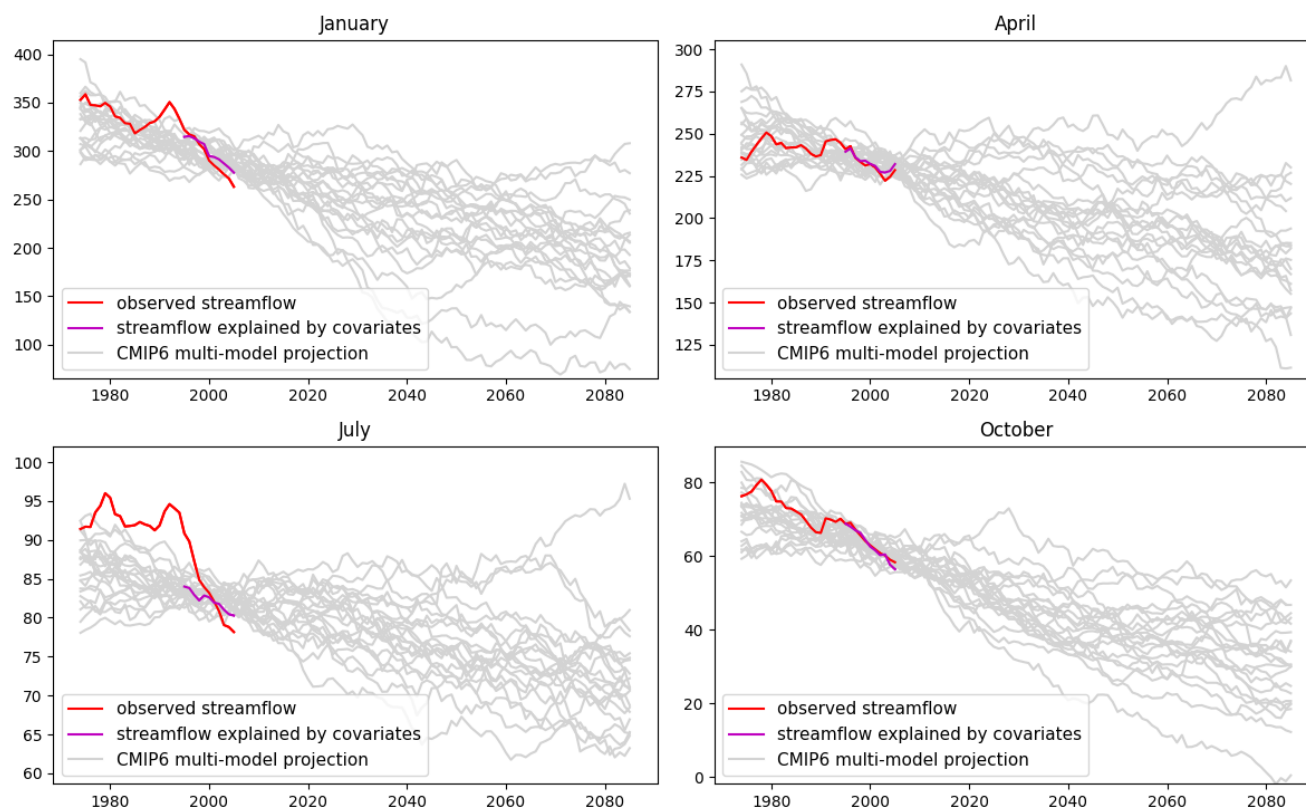 January
400
350
300
250
200
150
100
observed streamflow
streamflow explained by covariates
CMIP6 multi-model projection
1980 2000 2020 2040 2060 2080
April
300
275
250
225
200
175
150
125
observed streamflow
streamflow explained by covariates
CMIP6 multi-model projection
1980 2000 2020 2040 2060 2080
July
100
95
90
85
80
75
70
65
60
observed streamflow
streamflow explained by covariates
CMIP6 multi-model projection
1980 2000 2020 2040 2060 2080
October
80
60
40
20
0
observed streamflow
streamflow explained by covariates
CMIP6 multi-model projection
1980 2000 2020 2040 2060 2080